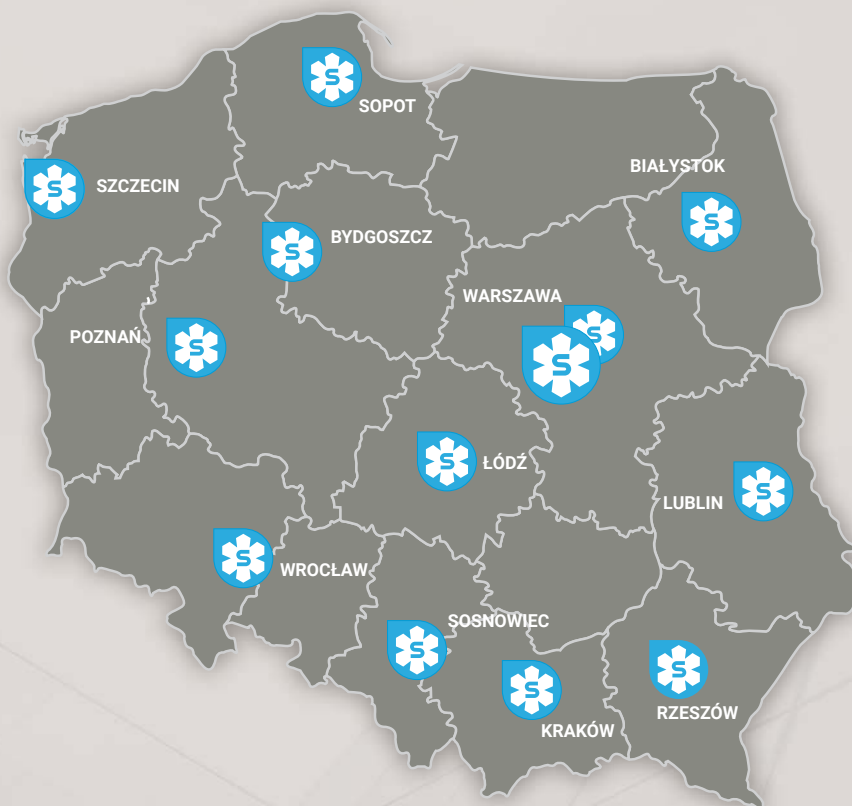 S
SOPOT
BIAŁYSTOK
S
SZCZECIN
S
BYDGOSZCZ
S
WARSZAWA
S
S
POZNAŃ
S
S
ŁÓDŹ
S
LUBLIN
S
S
WROCŁAW
SOSNOWIEC
S
S
S
RZESZÓW
KRAKÓW